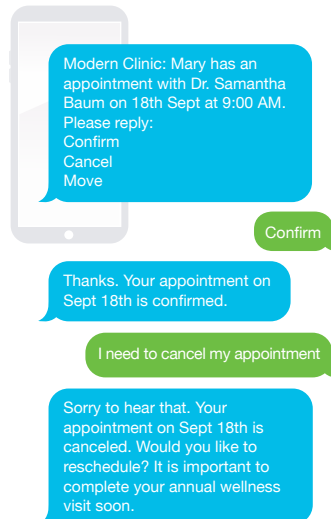 Modern Clinic: Mary has an
appointment with Dr. Samantha
Baum on 18th Sept at 9:00 AM.
Please reply:
Confirm
Cancel
Move
Confirm
Thanks. Your appointment on
Sept 18th is confirmed.
I need to cancel my appointment
Sorry to hear that. Your
appointment on Sept 18th is
canceled. Would you like to
reschedule? It is important to
complete your annual wellness
visit soon.